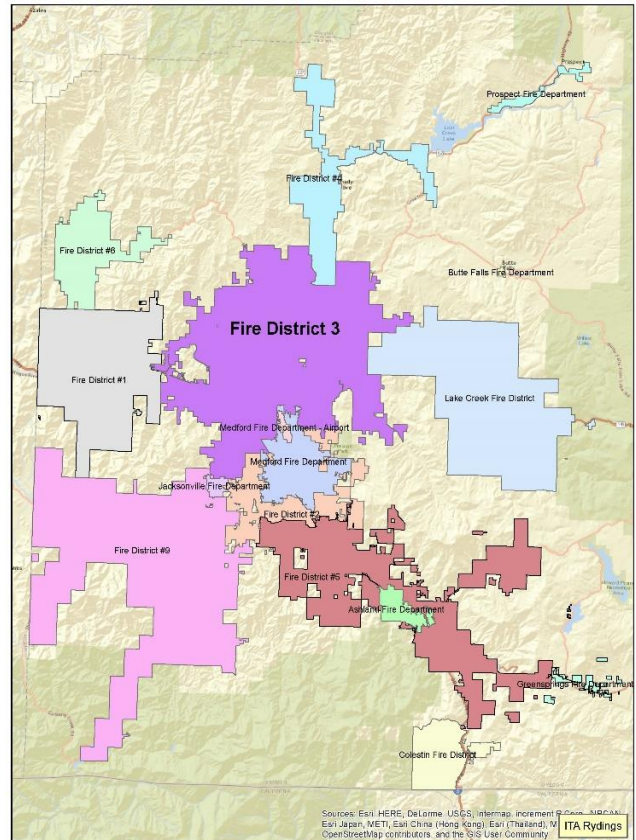 Prospect Fire Department
Fire District #4
Fire District #6
Butte Falls Fire Department
Fire District 3
Fire District #1
Lake Creek Fire District
Medford Fire Department - Airport
Medford Fire Department
Jacksonville Fire Department
Fire District #2
Fire District #9
Fire District #5
Ashland Fire Department
Greensprings Fire Department
Colestin Fire District
Sources: Esri, HERE, DeLorme, USGS, Intermap, increment P Corp., NRCAN,
Esri Japan, METI, Esri China (Hong Kong), Esri (Thailand), M
OpenStreetMap contributors, and the GIS User Community
ITA Rydings